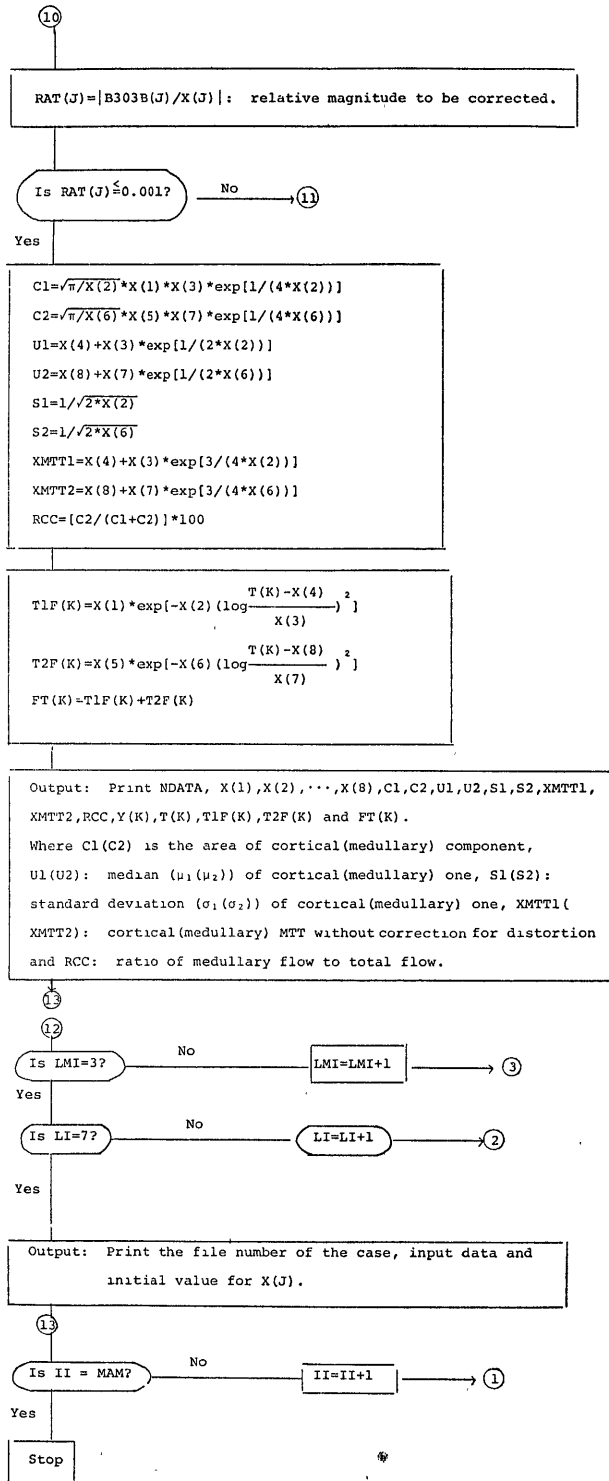 10
RAT(J)=|B303B(J)/X(J)|: relative magnitude to be corrected.
Is RAT(J)≦0.001?
No
11
Yes
C1=√π/X(2)*X(1)*X(3)*exp[1/(4*X(2))]
C2=√π/X(6)*X(5)*X(7)*exp[1/(4*X(6))]
U1=X(4)+X(3)*exp[1/(2*X(2))]
U2=X(8)+X(7)*exp[1/(2*X(6))]
S1=1/√2*X(2)
S2=1/√2*X(6)
XMTT1=X(4)+X(3)*exp[3/(4*X(2))]
XMTT2=X(8)+X(7)*exp[3/(4*X(6))]
RCC=[C2/(C1+C2)]*100
T1F(K)=X(1)*exp[-X(2)(log (T(K)-X(4))/X(3))²]
T2F(K)=X(5)*exp[-X(6)(log (T(K)-X(8))/X(7))²]
FT(K)=T1F(K)+T2F(K)
Output: Print NDATA, X(1),X(2),···,X(8),C1,C2,U1,U2,S1,S2,XMTT1,
XMTT2,RCC,Y(K),T(K),T1F(K),T2F(K) and FT(K).
Where C1(C2) is the area of cortical(medullary) component,
U1(U2): median (μ₁(μ₂)) of cortical(medullary) one, S1(S2):
standard deviation (σ₁(σ₂)) of cortical(medullary) one, XMTT1(
XMTT2): cortical(medullary) MTT without correction for distortion
and RCC: ratio of medullary flow to total flow.
13
12
Is LMI=3?
No
LMI=LMI+1
3
Yes
Is LI=7?
No
LI=LI+1
2
Yes
Output: Print the file number of the case, input data and
initial value for X(J).
13
Is II = MAM?
No
II=II+1
1
Yes
Stop